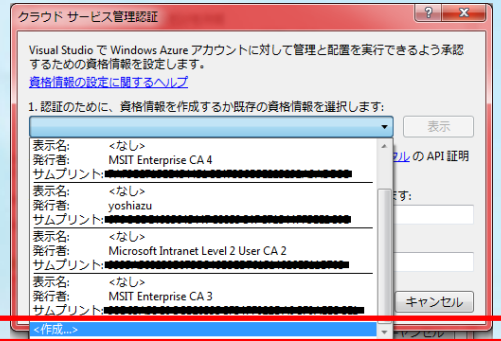 クラウド サービス管理認証
Visual Studio で Windows Azure アカウントに対して管理と配置を実行できるよう承認
するための資格情報を設定します。
資格情報の設定に関するヘルプ
1. 認証のために、資格情報を作成するか既存の資格情報を選択します:
表示
表示名: <なし>
発行者: MSIT Enterprise CA 4
サムプリント:
タル の API 証明
表示名: <なし>
発行者: yoshiazu
サムプリント:
ます:
表示名: <なし>
発行者: Microsoft Intranet Level 2 User CA 2
サムプリント:
表示名: <なし>
発行者: MSIT Enterprise CA 3
サムプリント:
キャンセル
<作成...>
キャンセル